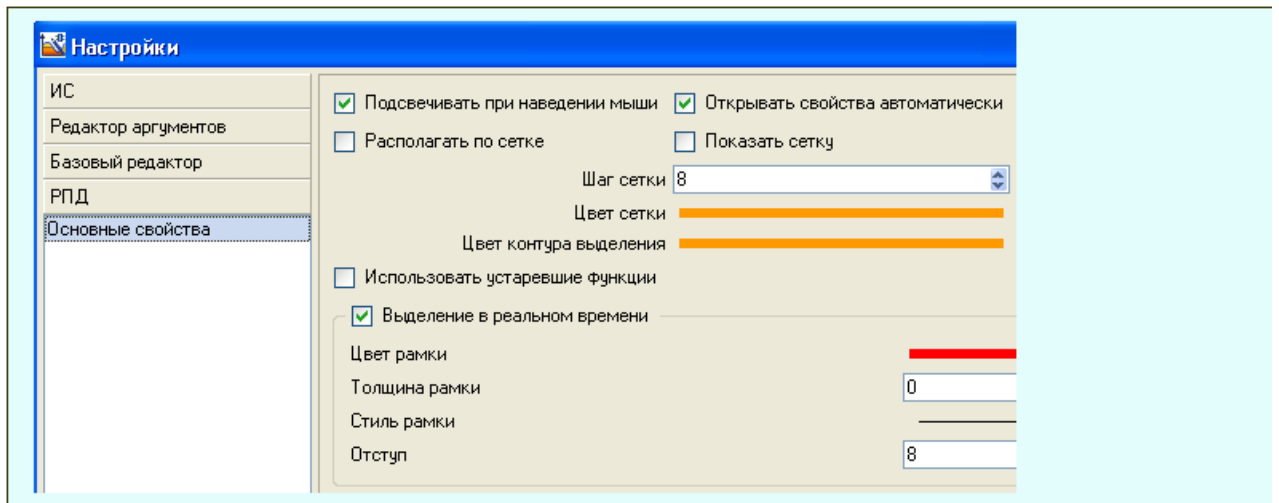 Настройки
ИС
Редактор аргументов
Базовый редактор
РПД
Основные свойства
Подсвечивать при наведении мыши Открывать свойства автоматически
Располагать по сетке Показать сетку
Шаг сетки 8
Цвет сетки
Цвет контура выделения
Использовать устаревшие функции
Выделение в реальном времени
Цвет рамки
Толщина рамки 0
Стиль рамки
Отступ 8